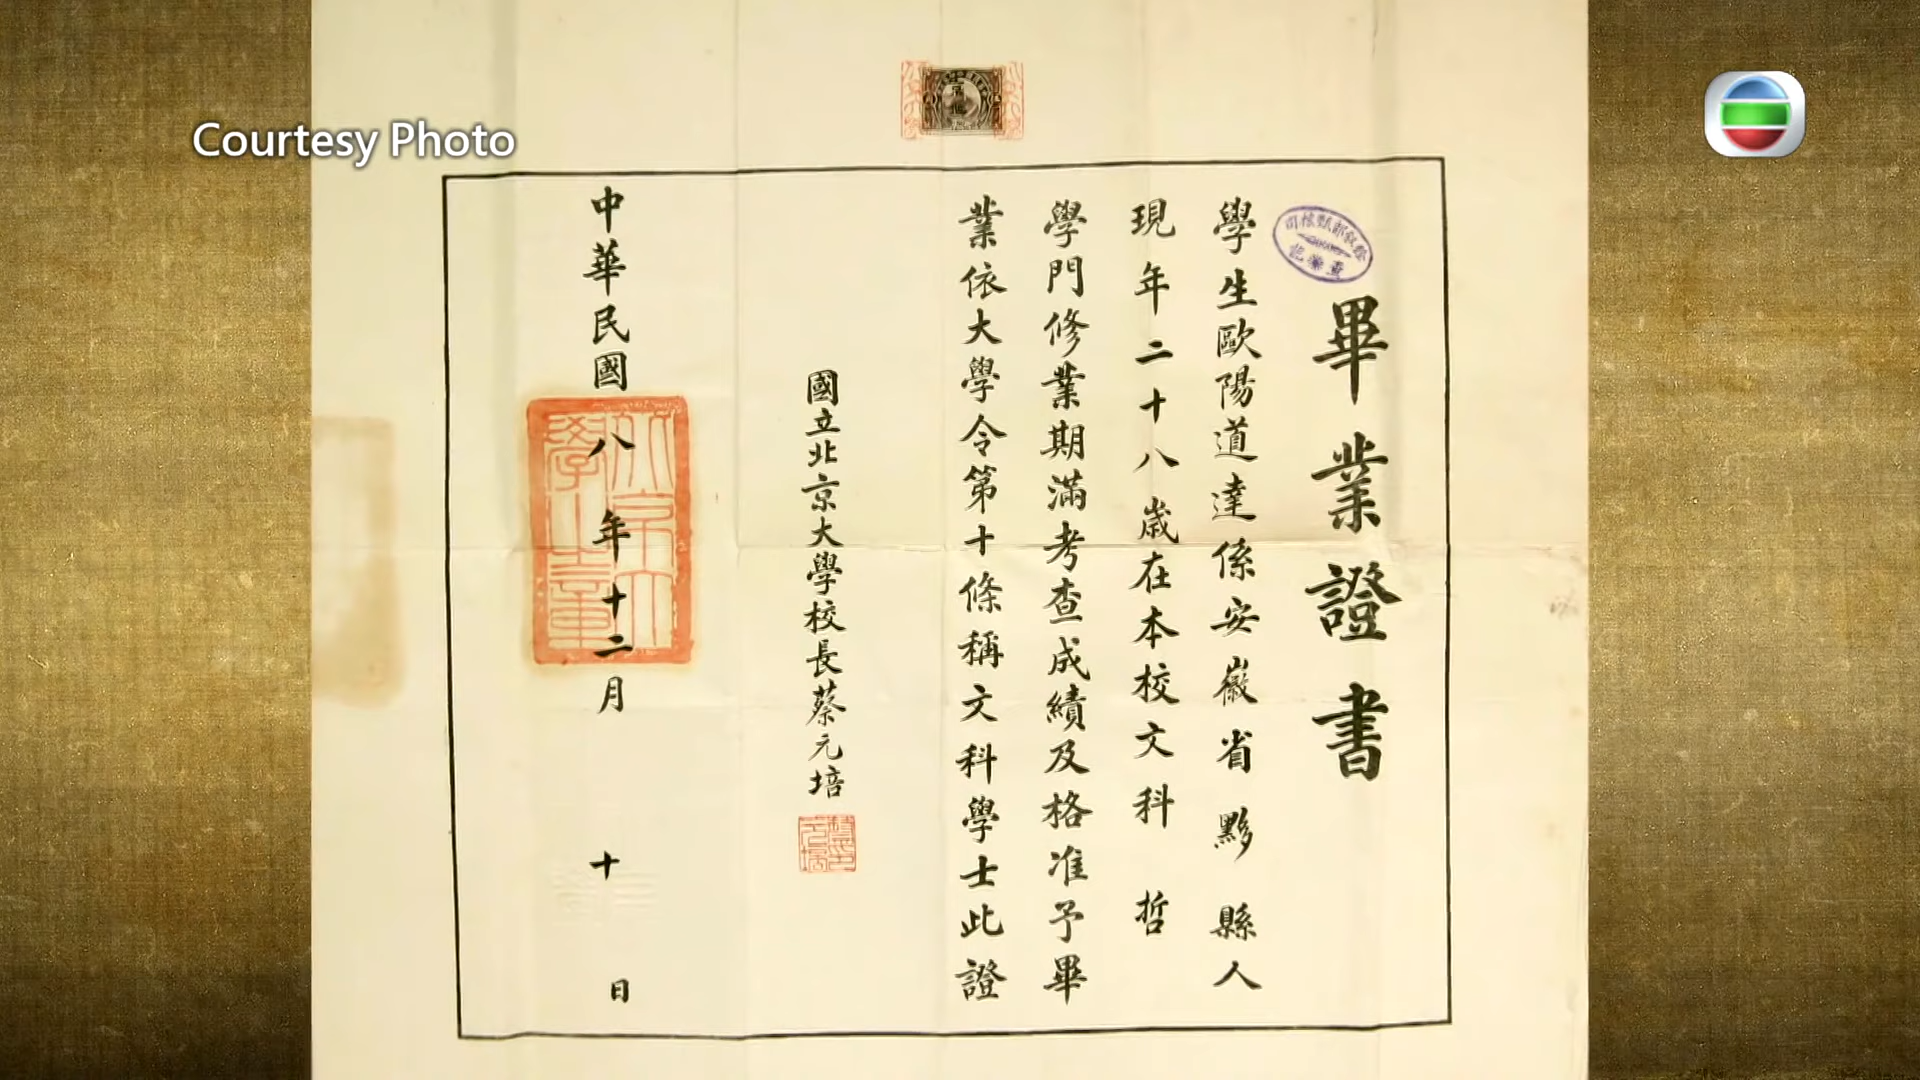 Courtesy Photo
畢業證書
學生歐陽道達係安徽省黟縣人
現年二十八歲在本校文科哲
學門修業期滿考查成績及格准予畢
業依大學令第十條稱文科學士此證
國立北京大學校長蔡元培
中華民國八年十二月十日